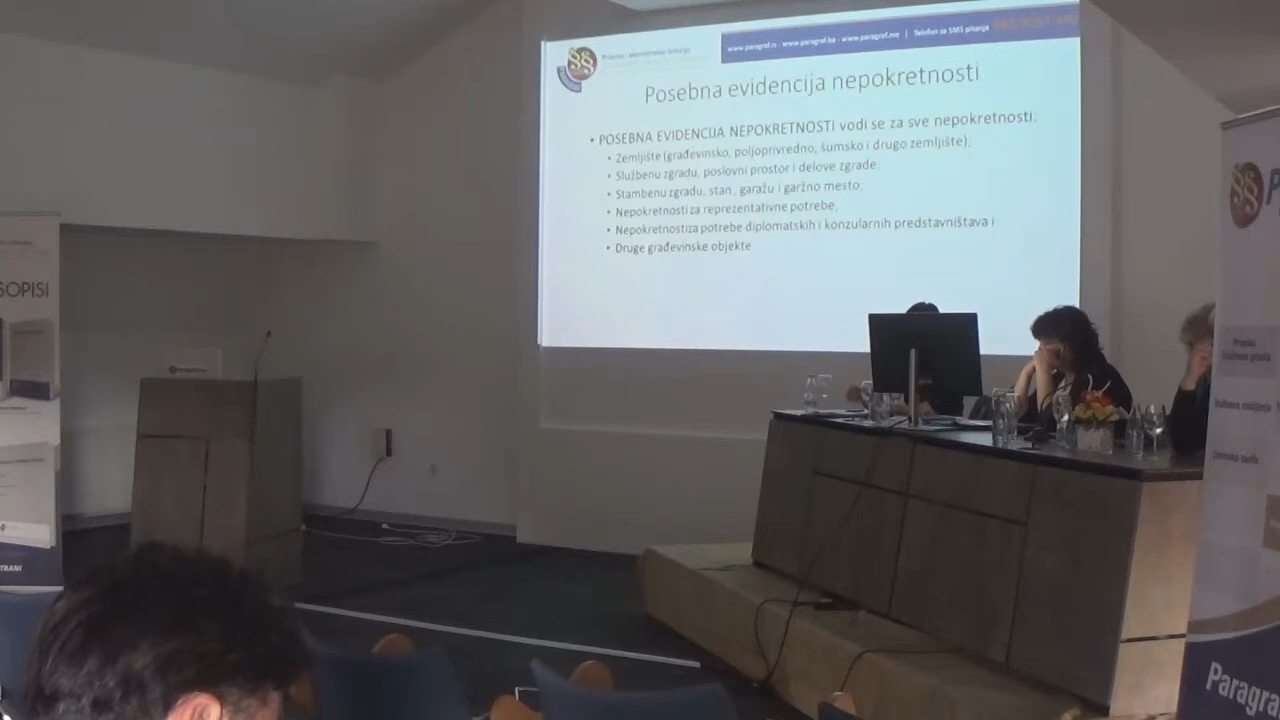 www.paragraf.rs - www.paragraf.ba - www.paragraf.me | Telefon za SMS pitanja
Posebna evidencija nepokretnosti
• POSEBNA EVIDENCIJA NEPOKRETNOSTI vodi se za sve nepokretnosti:
• Zemljište (građevinsko, poljoprivredno, šumsko i drugo zemljište),
• Službenu zgradu, poslovni prostor i delove zgrade,
• Stambenu zgradu, stan, garažu i garžno mesto,
• Nepokretnosti za reprezentativne potrebe,
• Nepokretnostiza potrebe diplomatskih i konzularnih predstavništava i
• Druge građevinske objekte
SOPISI
TRANI
Paragra